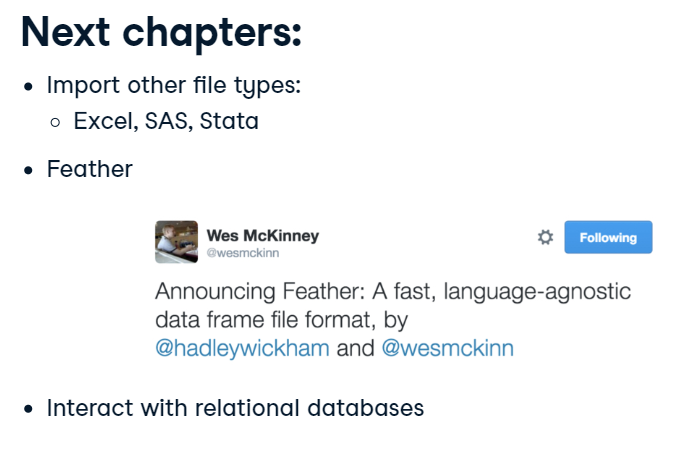 Next chapters:
Import other file types:
Excel, SAS, Stata
Feather
Wes McKinney
@wesmckinn
Following
Announcing Feather: A fast, language-agnostic
data frame file format, by
@hadleywickham and @wesmckinn
Interact with relational databases